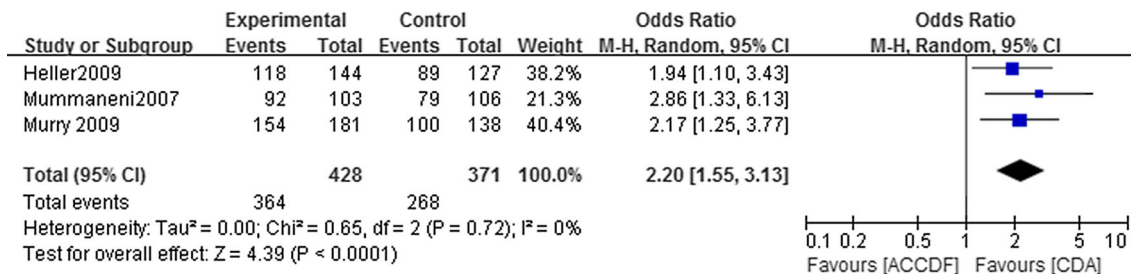 Experimental Control Odds Ratio Odds Ratio
Study or Subgroup Events Total Events Total Weight M-H, Random, 95% CI M-H, Random, 95% CI
Heller2009 118 144 89 127 38.2% 1.94 [1.10, 3.43]
Mummaneni2007 92 103 79 106 21.3% 2.86 [1.33, 6.13]
Murry 2009 154 181 100 138 40.4% 2.17 [1.25, 3.77]
Total (95% CI) 428 371 100.0% 2.20 [1.55, 3.13]
Total events 364 268
Heterogeneity: Tau² = 0.00; Chi² = 0.65, df = 2 (P = 0.72); I² = 0%
Test for overall effect: Z = 4.39 (P < 0.0001)
0.1 0.2 0.5 1 2 5 10
Favours [ACCDF] Favours [CDA]